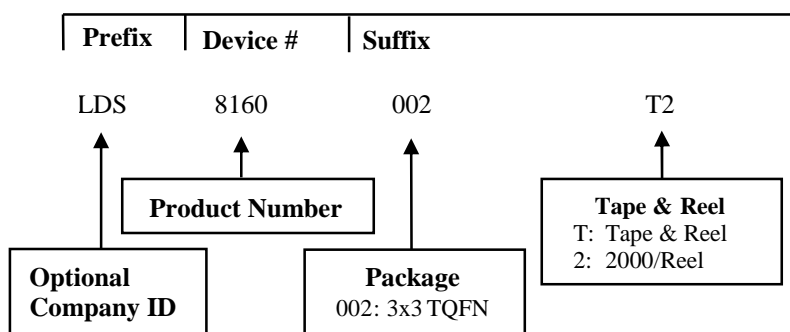 Prefix Device # Suffix
LDS 8160 002 T2
Product Number
Tape & Reel
T: Tape & Reel
2: 2000/Reel
Optional
Company ID
Package
002: 3x3 TQFN